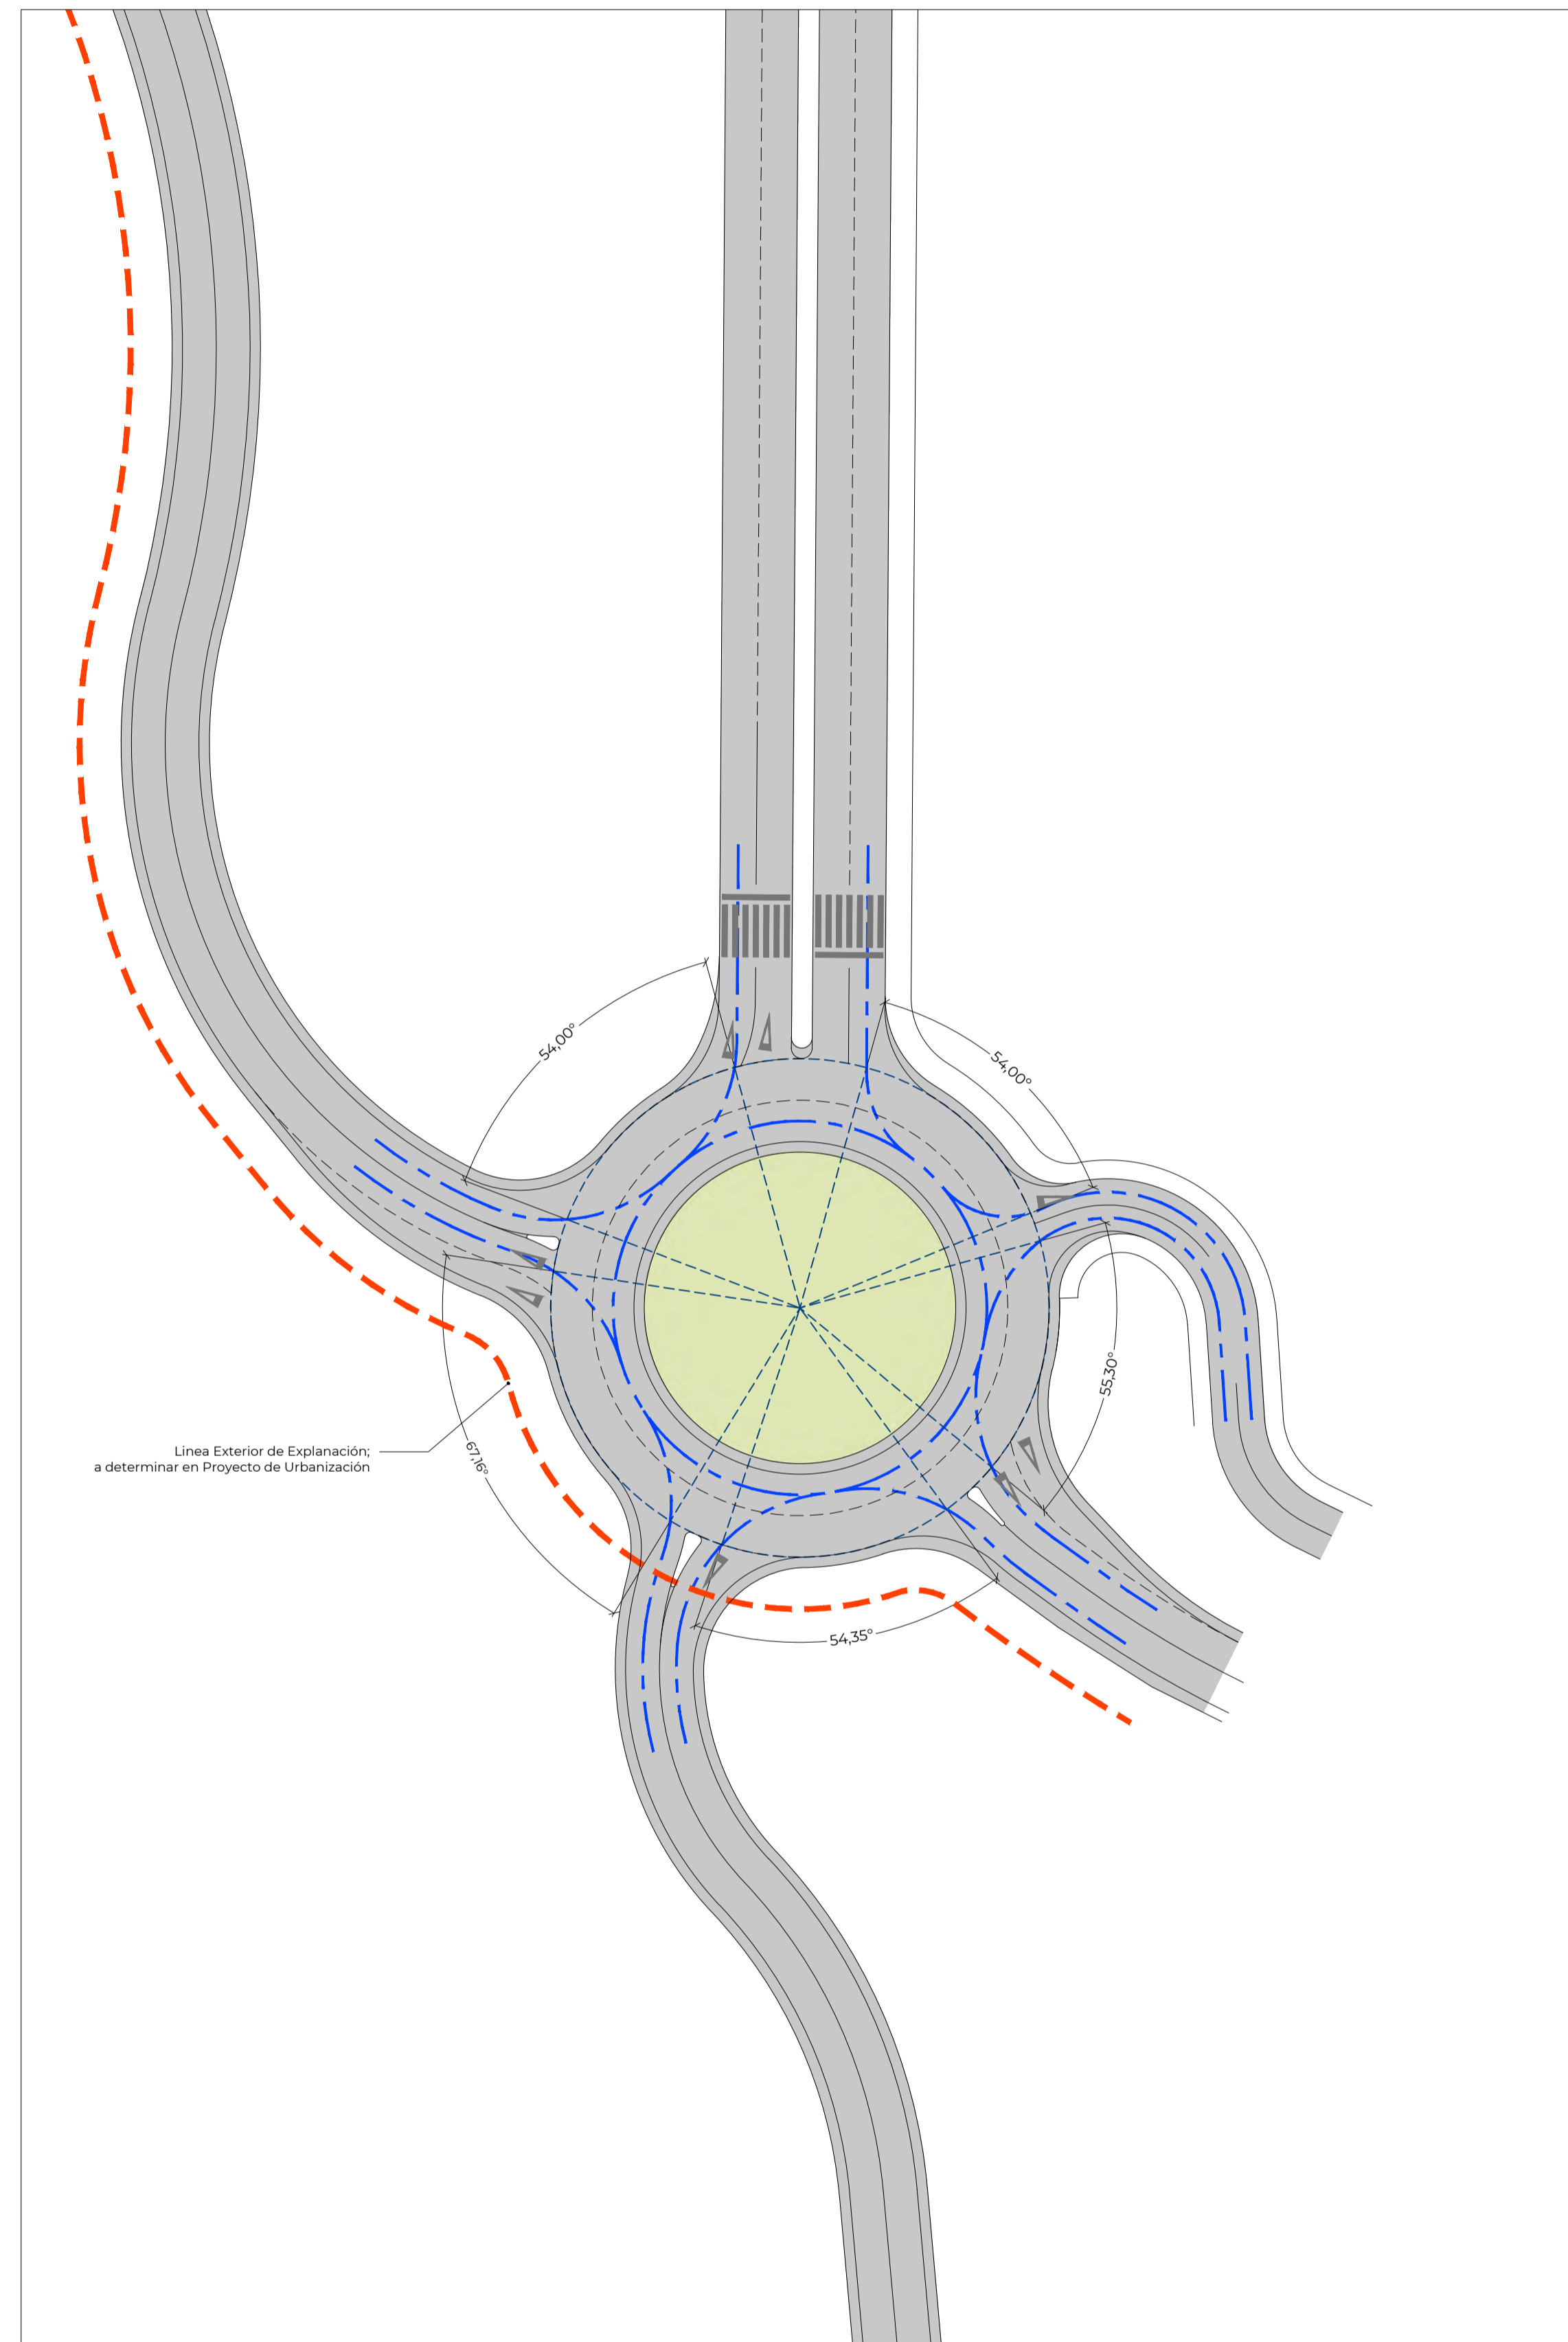 54,00°
54,00°
55,30°
Linea Exterior de Explanación;
a determinar en Proyecto de Urbanización
67,16°
54,35°